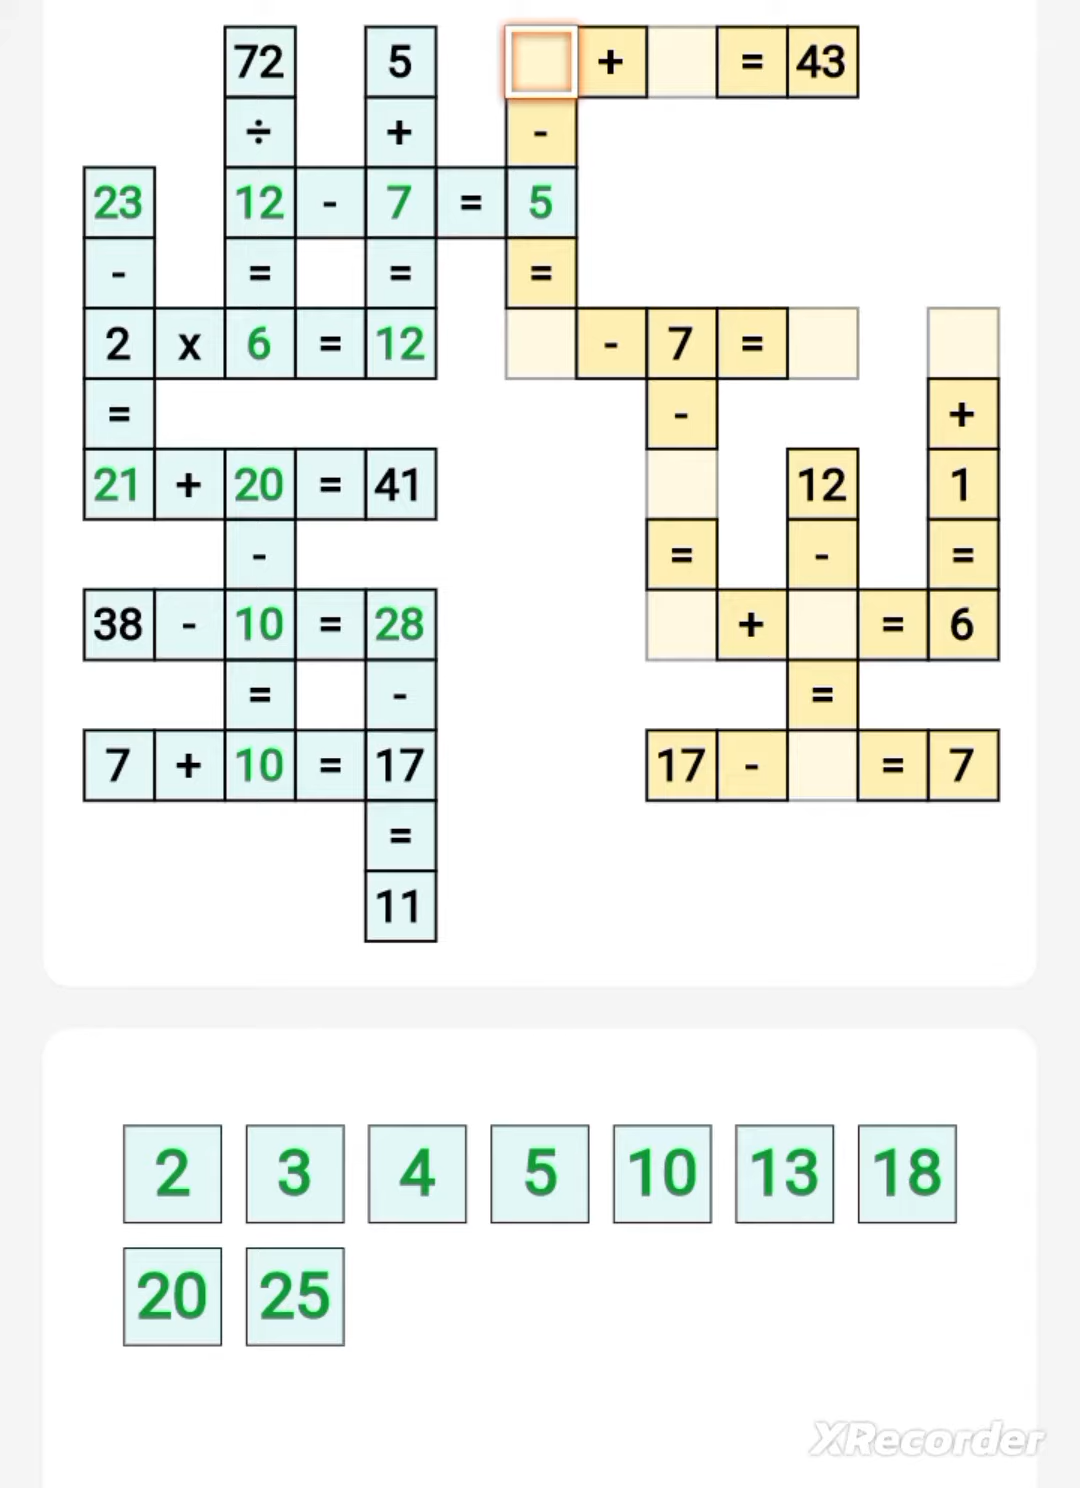 72 5 + = 43
÷ + -
23 12 - 7 = 5
- = = =
2 x 6 = 12 - 7 =
= - +
21 + 20 = 41 12 1
- = - =
38 - 10 = 28 + = 6
= - =
7 + 10 = 17 17 - = 7
=
11
2 3 4 5 10 13 18
20 25
XRecorder